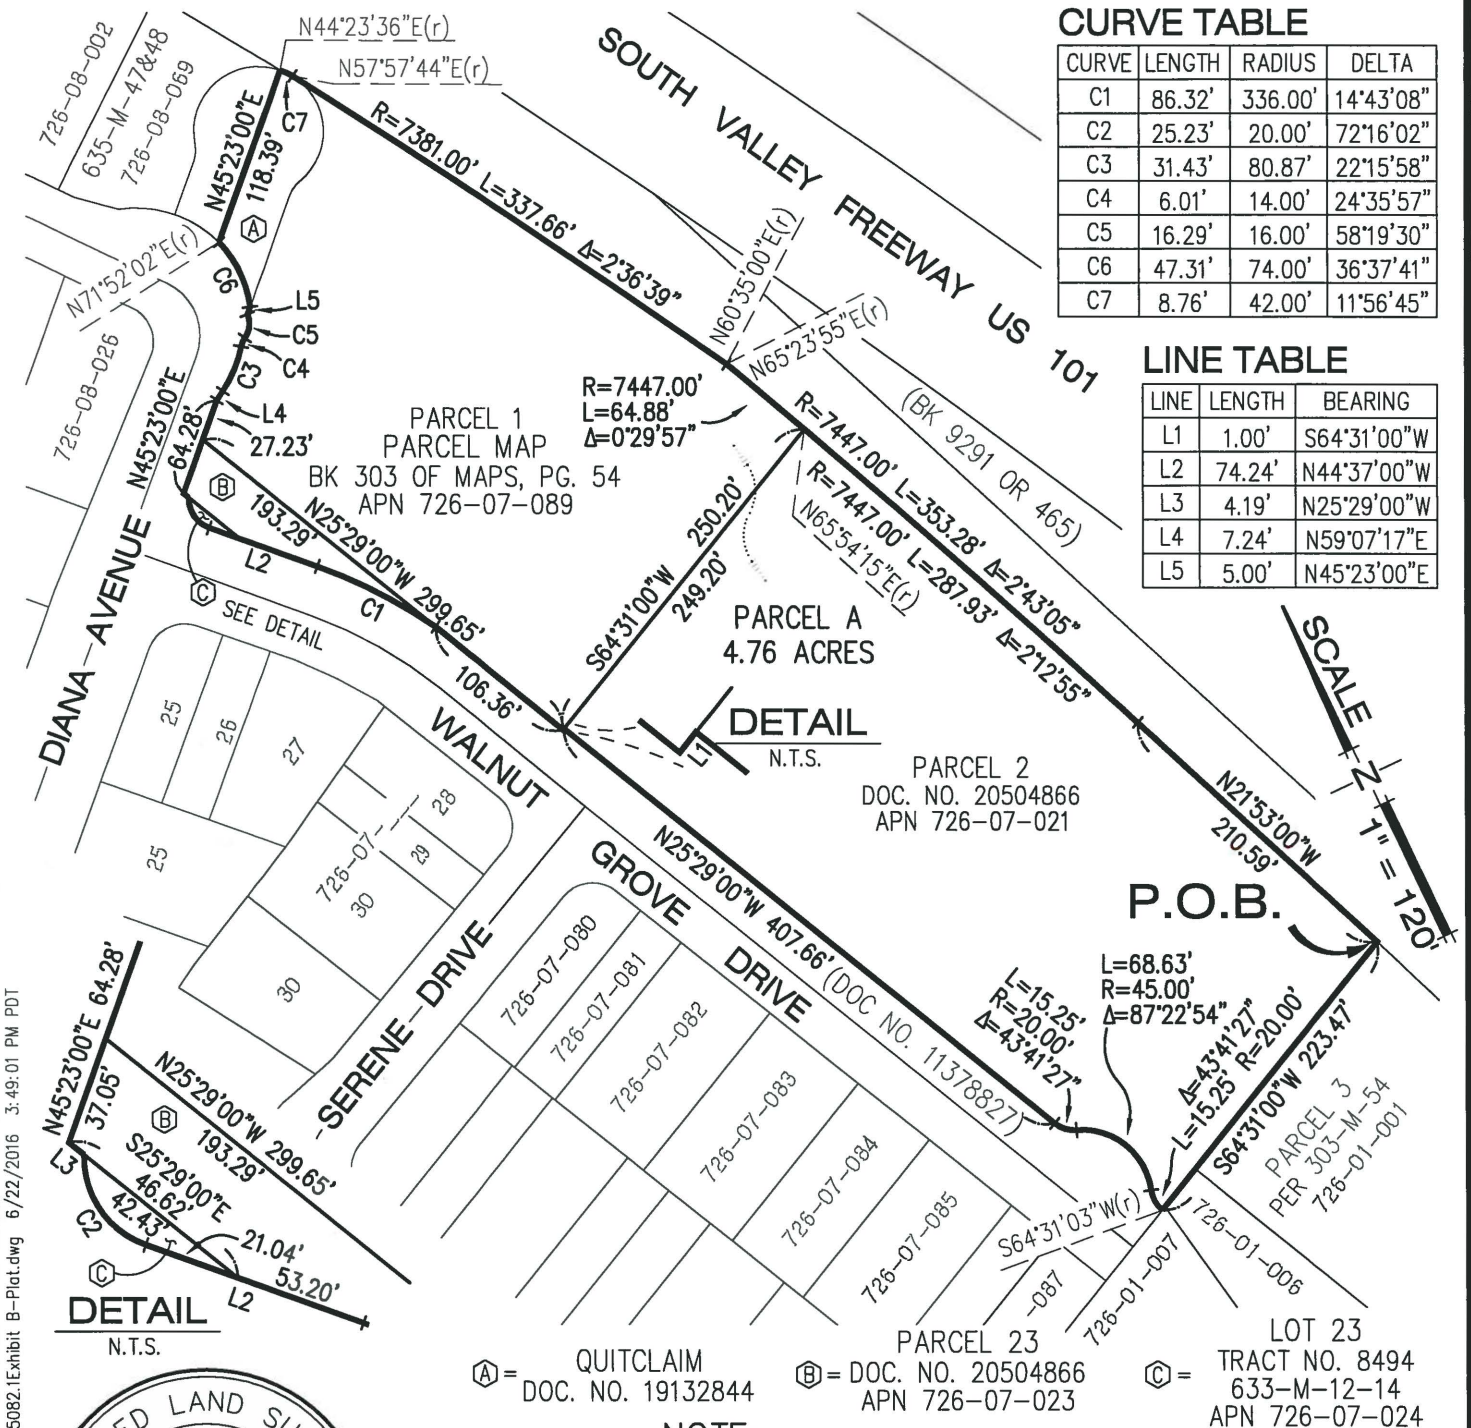 N44°23'36"E(r)
N57°57'44"E(r)
726-08-002
635-M-47&48
726-08-069
C7
N45°23'00"E
118.39'
Ⓐ
R=7381.00' L=337.66' Δ=2°36'39"
SOUTH VALLEY FREEWAY US 101
(BK 9291 OR 465)
CURVE TABLE
CURVE LENGTH RADIUS DELTA
C1 86.32' 336.00' 14°43'08"
C2 25.23' 20.00' 72°16'02"
C3 31.43' 80.87' 22°15'58"
C4 6.01' 14.00' 24°35'57"
C5 16.29' 16.00' 58°19'30"
C6 47.31' 74.00' 36°37'41"
C7 8.76' 42.00' 11°56'45"
LINE TABLE
LINE LENGTH BEARING
L1 1.00' S64°31'00"W
L2 74.24' N44°37'00"W
L3 4.19' N25°29'00"W
L4 7.24' N59°07'17"E
L5 5.00' N45°23'00"E
N71°52'02"E(r)
C6
L5
C5
C4
C3
L4
27.23'
726-08-026
N45°23'00"E
64.28'
N60°35'00"E(r)
N65°23'55"E(r)
R=7447.00'
L=64.88'
Δ=0°29'57"
PARCEL 1
PARCEL MAP
BK 303 OF MAPS, PG. 54
APN 726-07-089
R=7447.00' L=353.28' Δ=2°43'05"
R=7447.00' L=287.93' Δ=2°12'55"
N65°54'15"E(r)
250.20'
S64°31'00"W
249.20'
Ⓑ
193.29'
N25°29'00"W 299.65'
L2
C1
Ⓒ
SEE DETAIL
106.36'
DIANA AVENUE
PARCEL A
4.76 ACRES
L1
DETAIL
N.T.S.
PARCEL 2
DOC. NO. 20504866
APN 726-07-021
SCALE
N
1" = 120'
N21°53'00"W
210.59'
P.O.B.
WALNUT GROVE DRIVE
N25°29'00"W 407.66' (DOC NO. 11378827)
25
26
27
28
29
726-07-
30
25
30
SERENE DRIVE
726-07-080
726-07-081
726-07-082
726-07-083
726-07-084
726-07-085
-087
L=15.25'
R=20.00'
Δ=43°41'27"
L=68.63'
R=45.00'
Δ=87°22'54"
Δ=43°41'27"
L=15.25' R=20.00'
S64°31'00"W 223.47'
PARCEL 3
PER 303-M-54
726-01-001
S64°31'03"W(r)
726-01-007
726-01-006
N45°23'00"E 64.28'
37.05'
Ⓑ
N25°29'00"W 299.65'
193.29'
S25°29'00"E
46.62'
42.43'
L3
C2
21.04'
Ⓒ
53.20'
L2
DETAIL
N.T.S.
Ⓐ = QUITCLAIM
DOC. NO. 19132844
Ⓑ = PARCEL 23
DOC. NO. 20504866
APN 726-07-023
Ⓒ = LOT 23
TRACT NO. 8494
633-M-12-14
APN 726-07-024
5082.1Exhibit B-Plat.dwg 6/22/2016 3:49:01 PM PDT
LAND